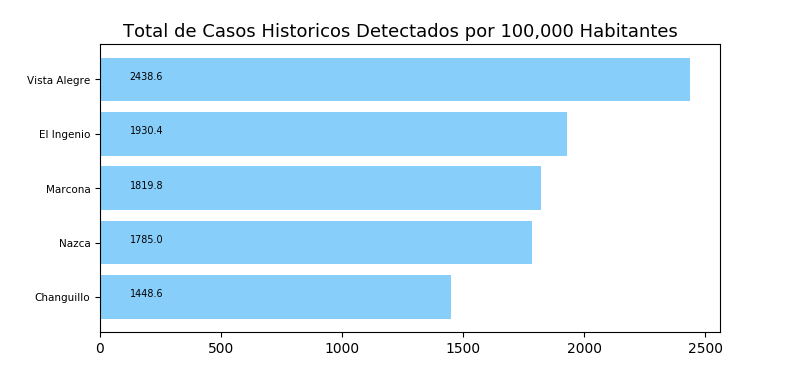 Total de Casos Historicos Detectados por 100,000 Habitantes
Vista Alegre 2438.6
El Ingenio 1930.4
Marcona 1819.8
Nazca 1785.0
Changuillo 1448.6
0 500 1000 1500 2000 2500